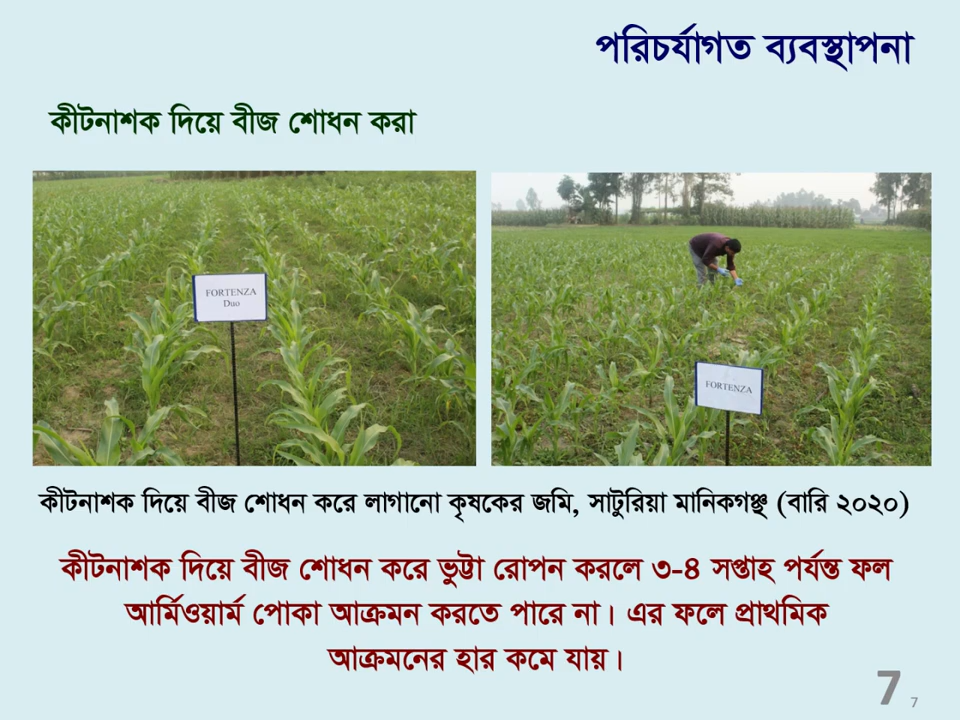 পরিচর্যাগত ব্যবস্থাপনা
কীটনাশক দিয়ে বীজ শোধন করা
FORTENZA
Duo
FORTENZA
কীটনাশক দিয়ে বীজ শোধন করে লাগানো কৃষকের জমি, সাটুরিয়া মানিকগঞ্জ (বারি ২০২০)
কীটনাশক দিয়ে বীজ শোধন করে ভুট্টা রোপন করলে ৩-৪ সপ্তাহ পর্যন্ত ফল
আর্মিওয়ার্ম পোকা আক্রমন করতে পারে না। এর ফলে প্রাথমিক
আক্রমনের হার কমে যায়।
7
7